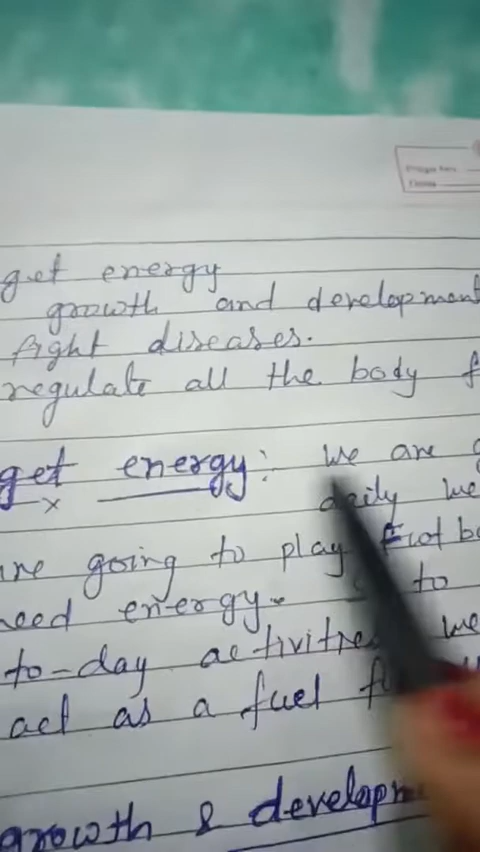 get energy
growth and development
fight diseases.
regulate all the body
get energy: we are
daily we
are going to play
need energy. to
to-day activities we
act as a fuel
growth & develop